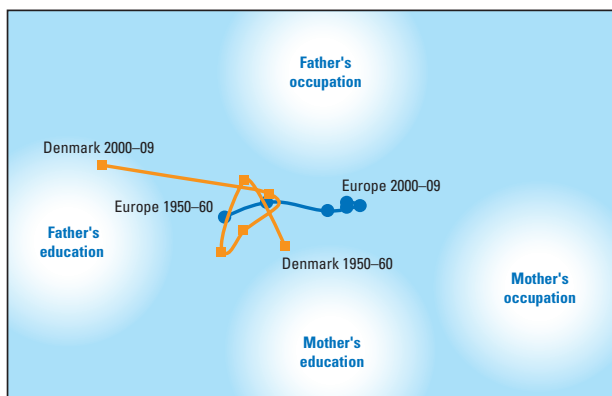 Father's
occupation
Denmark 2000–09
Europe 2000–09
Europe 1950–60
Father's
education
Denmark 1950–60
Mother's
occupation
Mother's
education